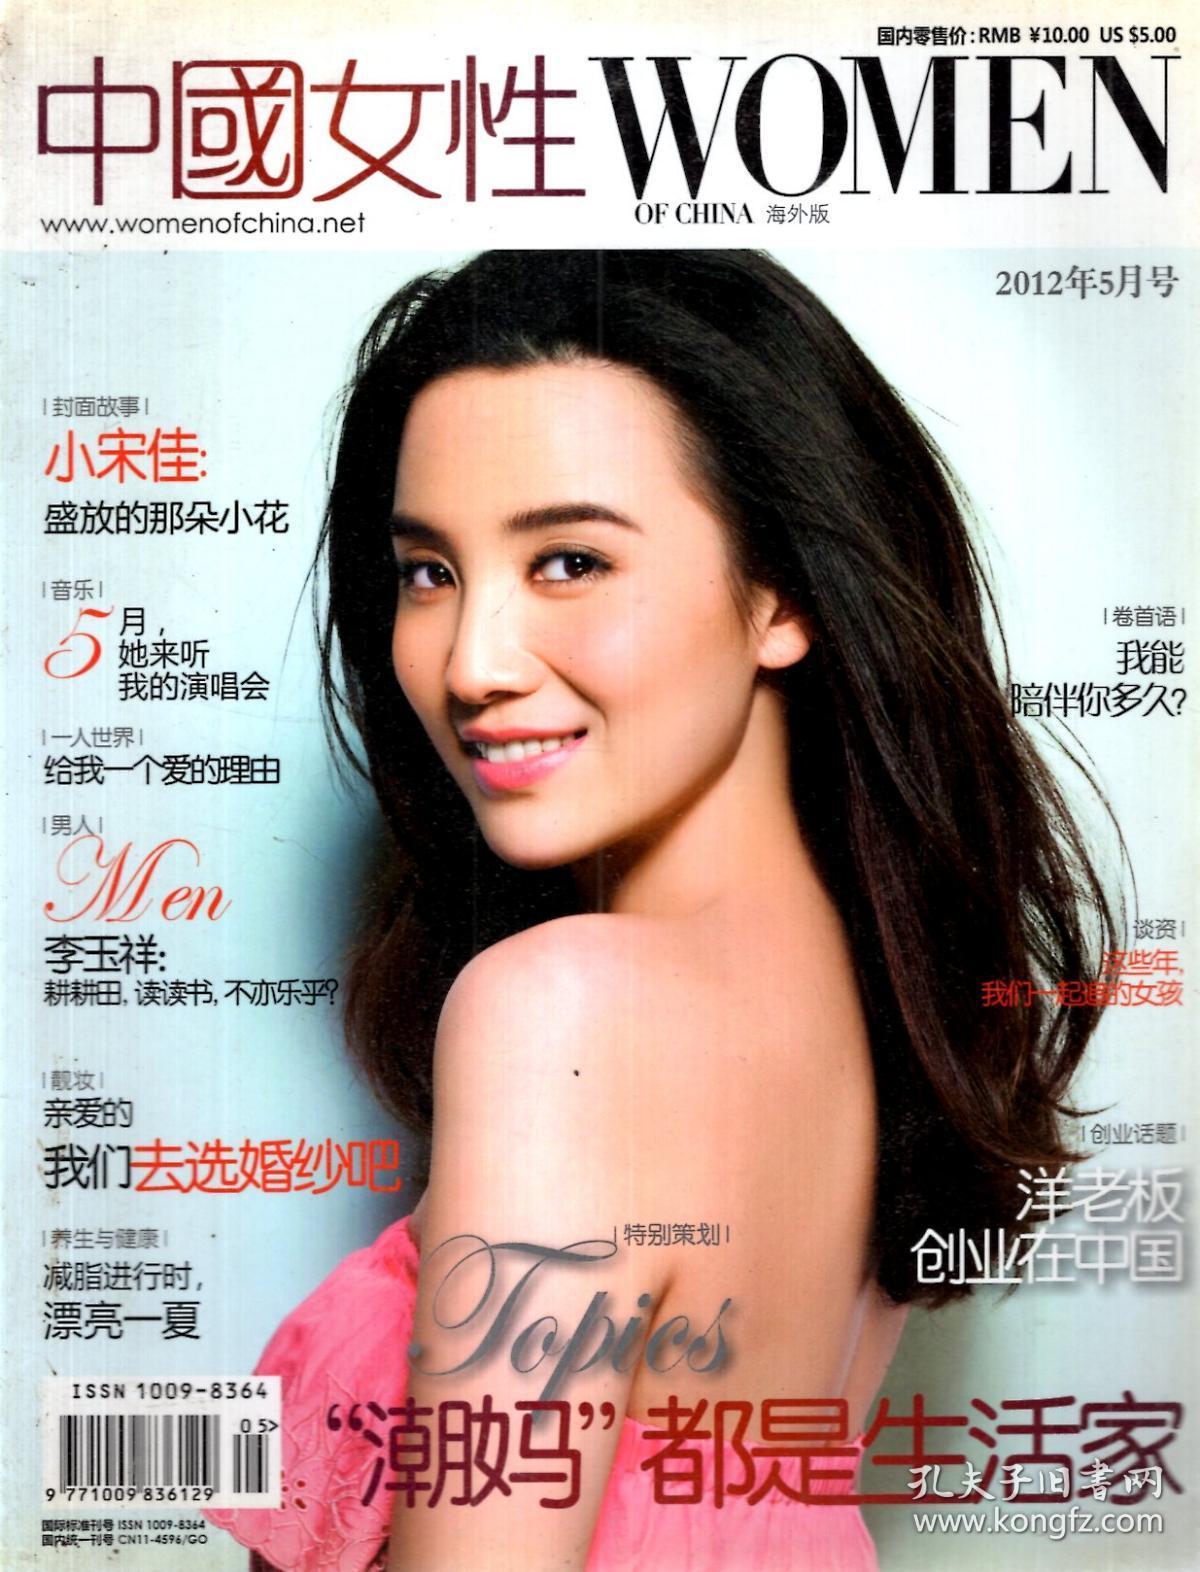 国内零售价:RMB ¥10.00 US $5.00
中國女性 WOMEN
OF CHINA 海外版
www.womenofchina.net
2012年5月号
|封面故事|
小宋佳:
盛放的那朵小花
|音乐|
5月,
她来听
我的演唱会
|一人世界|
给我一个爱的理由
|男人|
Men
李玉祥:
耕耕田, 读读书, 不亦乐乎?
|靓妆|
亲爱的
我们去选婚纱吧
|养生与健康|
减脂进行时,
漂亮一夏
|卷首语|
我能
陪伴你多久?
|谈资|
这些年,
我们一起追的女孩
|创业话题|
洋老板
创业在中国
|特别策划|
Topics
“潮妈”都是生活家
ISSN 1009-8364
05>
9 771009 836129
国际标准刊号 ISSN 1009-8364
国内统一刊号 CN11-4596/GO
孔夫子旧书网
www.kongfz.com